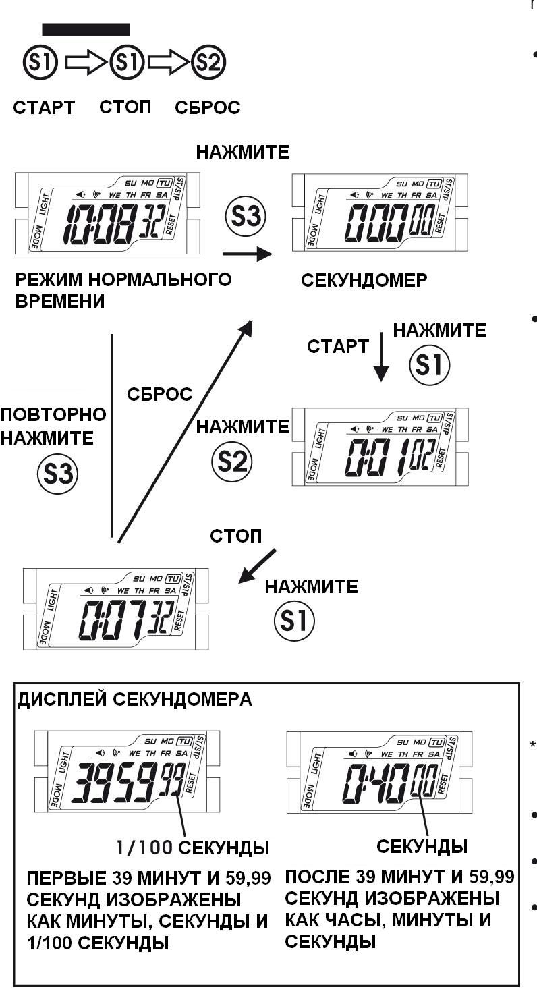 S1 S1 S2
СТАРТ СТОП СБРОС
НАЖМИТЕ
S3
SU MO TU
WE TH FR SA
LIGHT
MODE
ST/STP
RESET
10:08 32
SU MO TU
WE TH FR SA
LIGHT
MODE
ST/STP
RESET
000 00
РЕЖИМ НОРМАЛЬНОГО
ВРЕМЕНИ
СЕКУНДОМЕР
СТАРТ
НАЖМИТЕ
S1
СБРОС
ПОВТОРНО
НАЖМИТЕ
S3
НАЖМИТЕ
S2
SU MO TU
WE TH FR SA
LIGHT
MODE
ST/STP
RESET
0:01 02
СТОП
НАЖМИТЕ
S1
SU MO TU
WE TH FR SA
LIGHT
MODE
ST/STP
RESET
0:07 32
ДИСПЛЕЙ СЕКУНДОМЕРА
SU MO TU
WE TH FR SA
LIGHT
MODE
ST/STP
RESET
3959 99
1/100 СЕКУНДЫ
ПЕРВЫЕ 39 МИНУТ И 59,99
СЕКУНД ИЗОБРАЖЕНЫ
КАК МИНУТЫ, СЕКУНДЫ И
1/100 СЕКУНДЫ
SU MO TU
WE TH FR SA
LIGHT
MODE
ST/STP
RESET
0:40 00
СЕКУНДЫ
ПОСЛЕ 39 МИНУТ И 59,99
СЕКУНД ИЗОБРАЖЕНЫ
КАК ЧАСЫ, МИНУТЫ И
СЕКУНДЫ
*